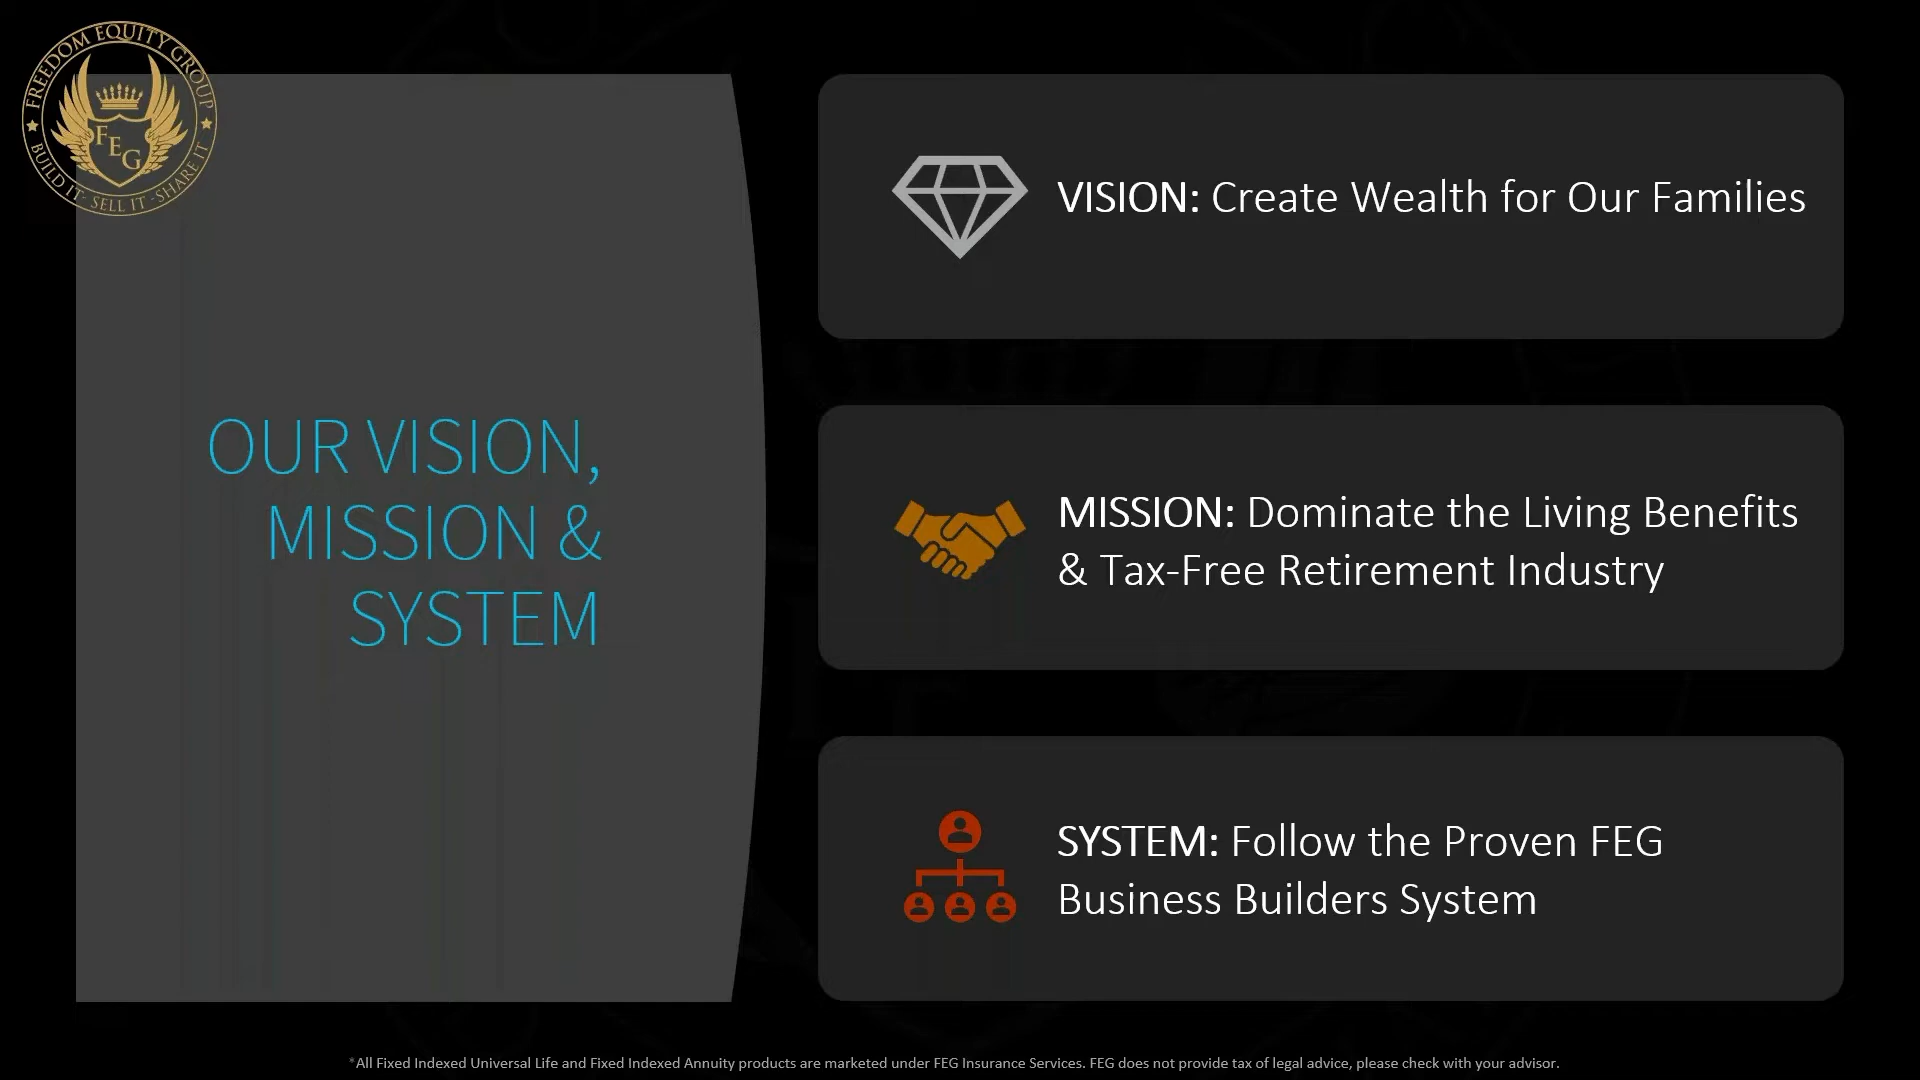 FREEDOM EQUITY GROUP
FEG
BUILD IT - SELL IT - SHARE IT
OUR VISION,
MISSION &
SYSTEM
VISION: Create Wealth for Our Families
MISSION: Dominate the Living Benefits
& Tax-Free Retirement Industry
SYSTEM: Follow the Proven FEG
Business Builders System
*All Fixed Indexed Universal Life and Fixed Indexed Annuity products are marketed under FEG Insurance Services. FEG does not provide tax of legal advice, please check with your advisor.